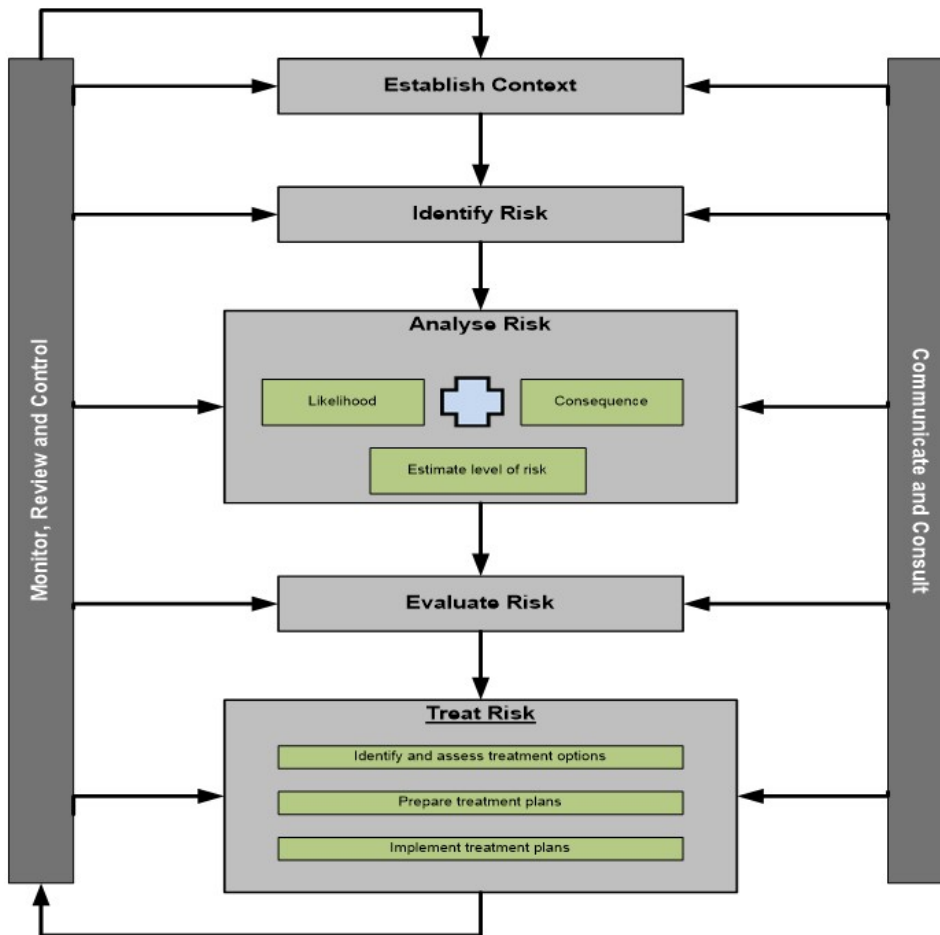 Establish Context
Identify Risk
Analyse Risk
Likelihood
Consequence
Estimate level of risk
Evaluate Risk
Treat Risk
Identify and assess treatment options
Prepare treatment plans
Implement treatment plans
Monitor, Review and Control
Communicate and Consult